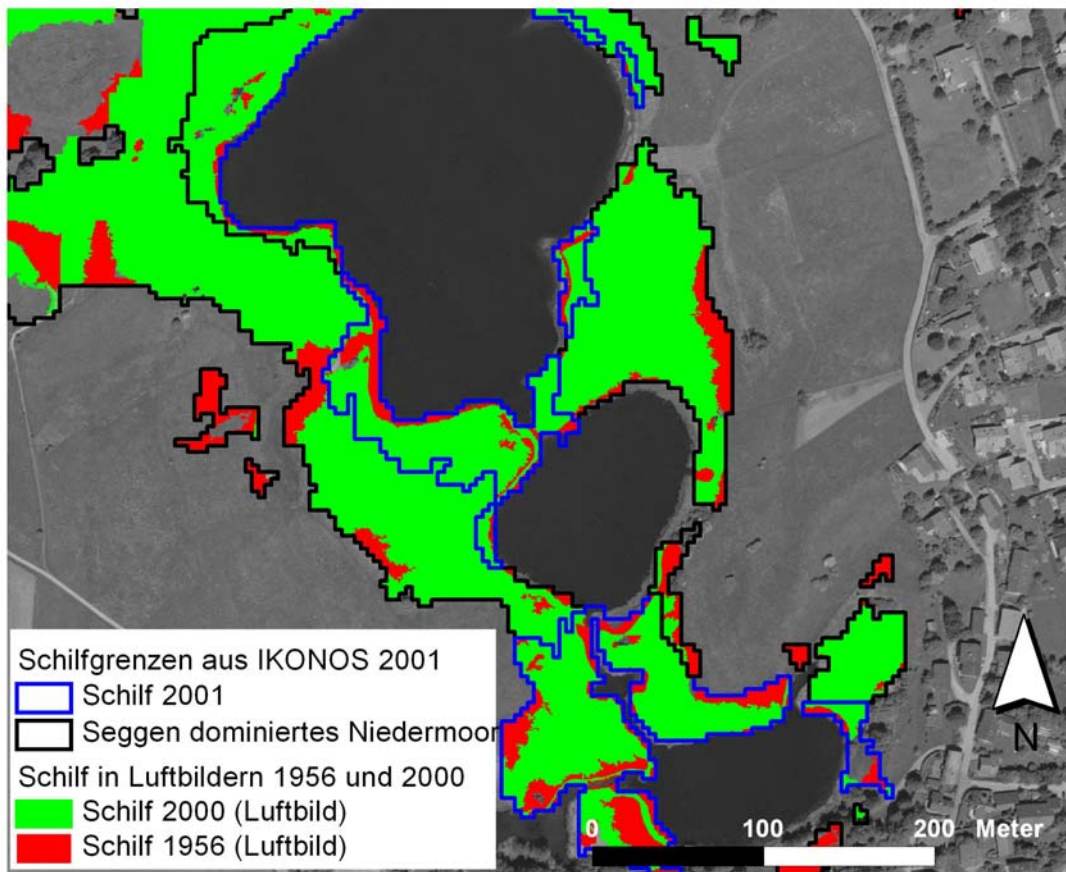 Schilfgrenzen aus IKONOS 2001
Schilf 2001
Seggen dominiertes Niedermoor
Schilf in Luftbildern 1956 und 2000
Schilf 2000 (Luftbild)
Schilf 1956 (Luftbild)
N
0 100 200 Meter